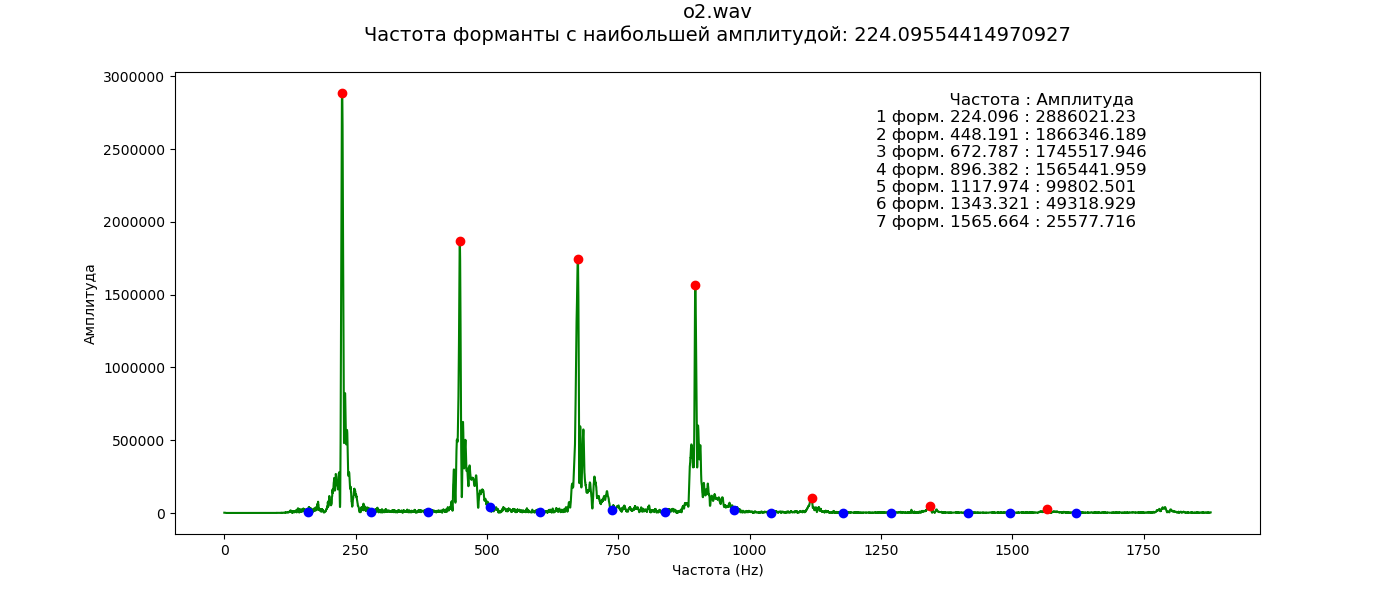 o2.wav
Частота форманты с наибольшей амплитудой: 224.09554414970927
Частота : Амплитуда
1 форм. 224.096 : 2886021.23
2 форм. 448.191 : 1866346.189
3 форм. 672.787 : 1745517.946
4 форм. 896.382 : 1565441.959
5 форм. 1117.974 : 99802.501
6 форм. 1343.321 : 49318.929
7 форм. 1565.664 : 25577.716
Амплитуда
3000000
2500000
2000000
1500000
1000000
500000
0
0 250 500 750 1000 1250 1500 1750
Частота (Hz)